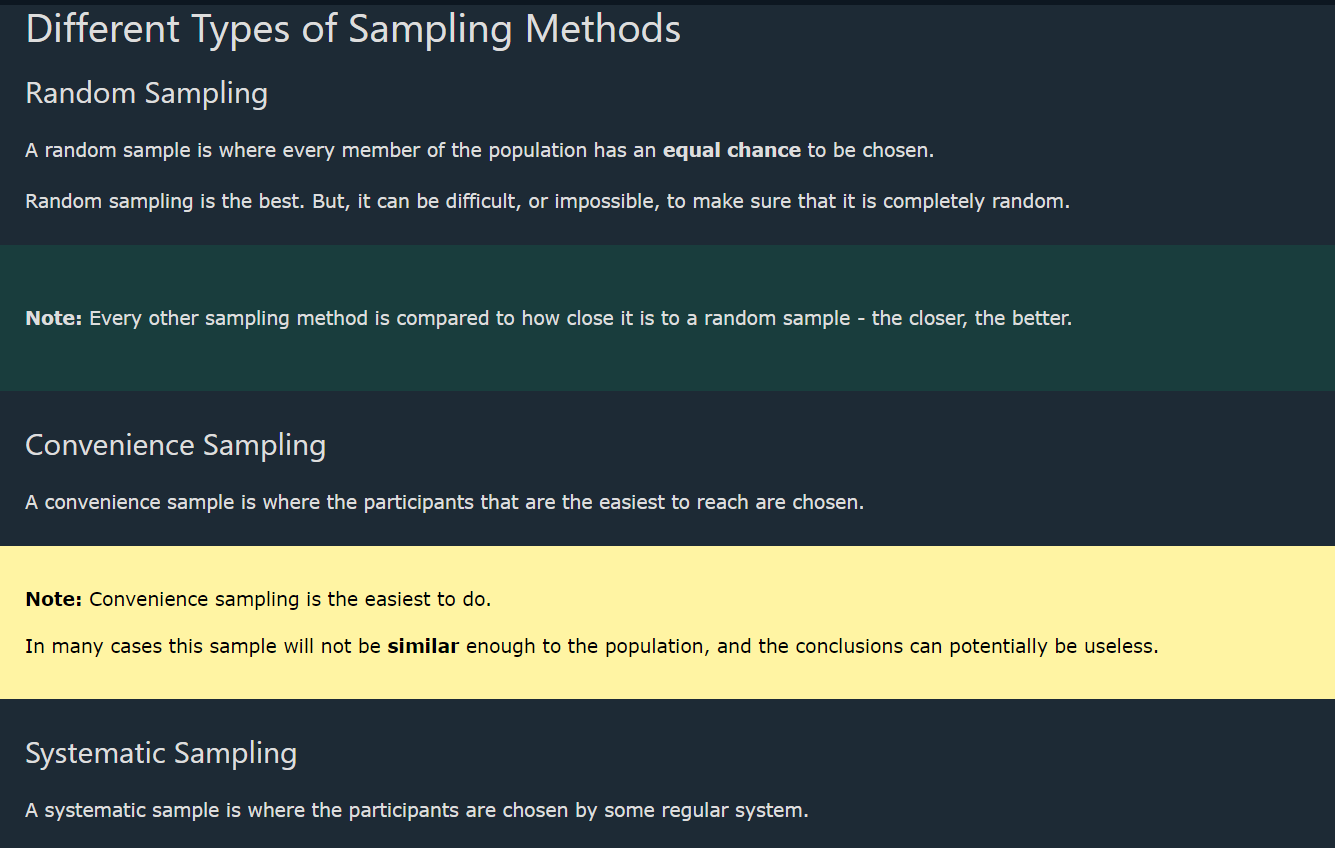 Different Types of Sampling Methods
Random Sampling
A random sample is where every member of the population has an equal chance to be chosen.
Random sampling is the best. But, it can be difficult, or impossible, to make sure that it is completely random.
Note: Every other sampling method is compared to how close it is to a random sample - the closer, the better.
Convenience Sampling
A convenience sample is where the participants that are the easiest to reach are chosen.
Note: Convenience sampling is the easiest to do.
In many cases this sample will not be similar enough to the population, and the conclusions can potentially be useless.
Systematic Sampling
A systematic sample is where the participants are chosen by some regular system.